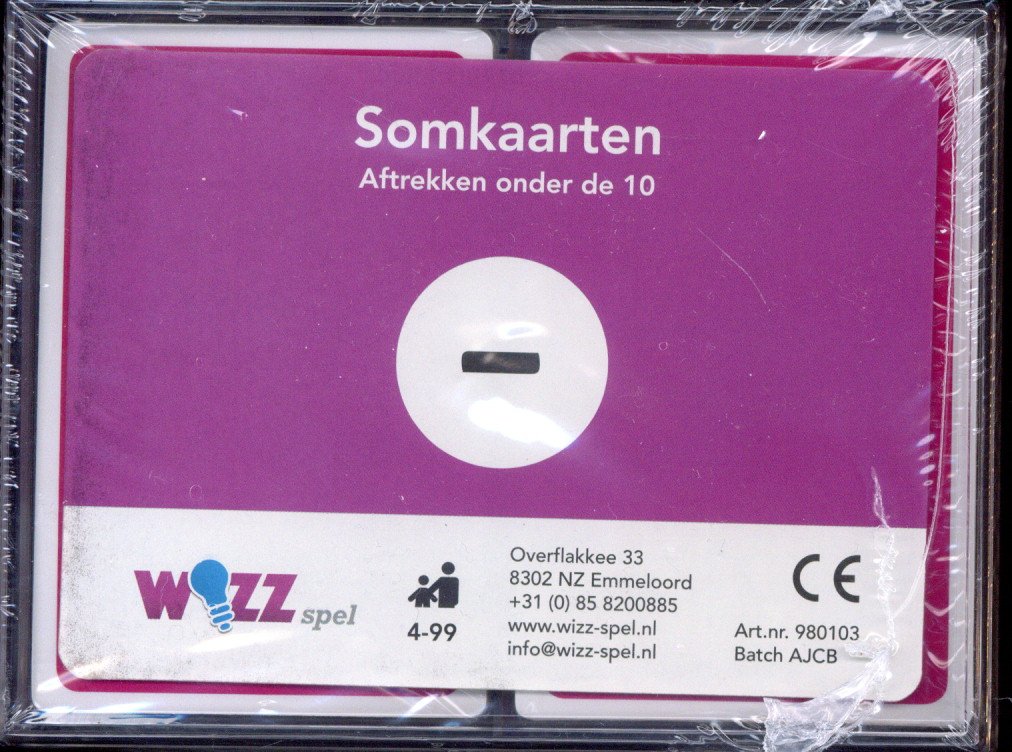 Somkaarten
Aftrekken onder de 10
-
WIZZ spel
4-99
Overflakkee 33
8302 NZ Emmeloord
+31 (0) 85 8200885
www.wizz-spel.nl
info@wizz-spel.nl
CE
Art.nr. 980103
Batch AJCB